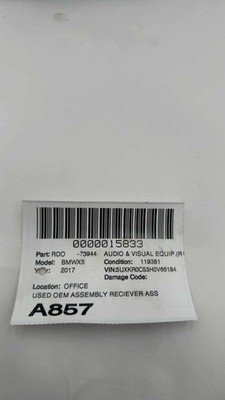 0000015833
Part: RDO -73944 AUDIO & VISUAL EQUIP.(R
Model: BMWX5 Condition: 119381
Year: 2017 VIN:5UXKR0C53H0V66184
Damage Code:
Location: OFFICE
USED OEM ASSEMBLY RECIEVER ASS
A857